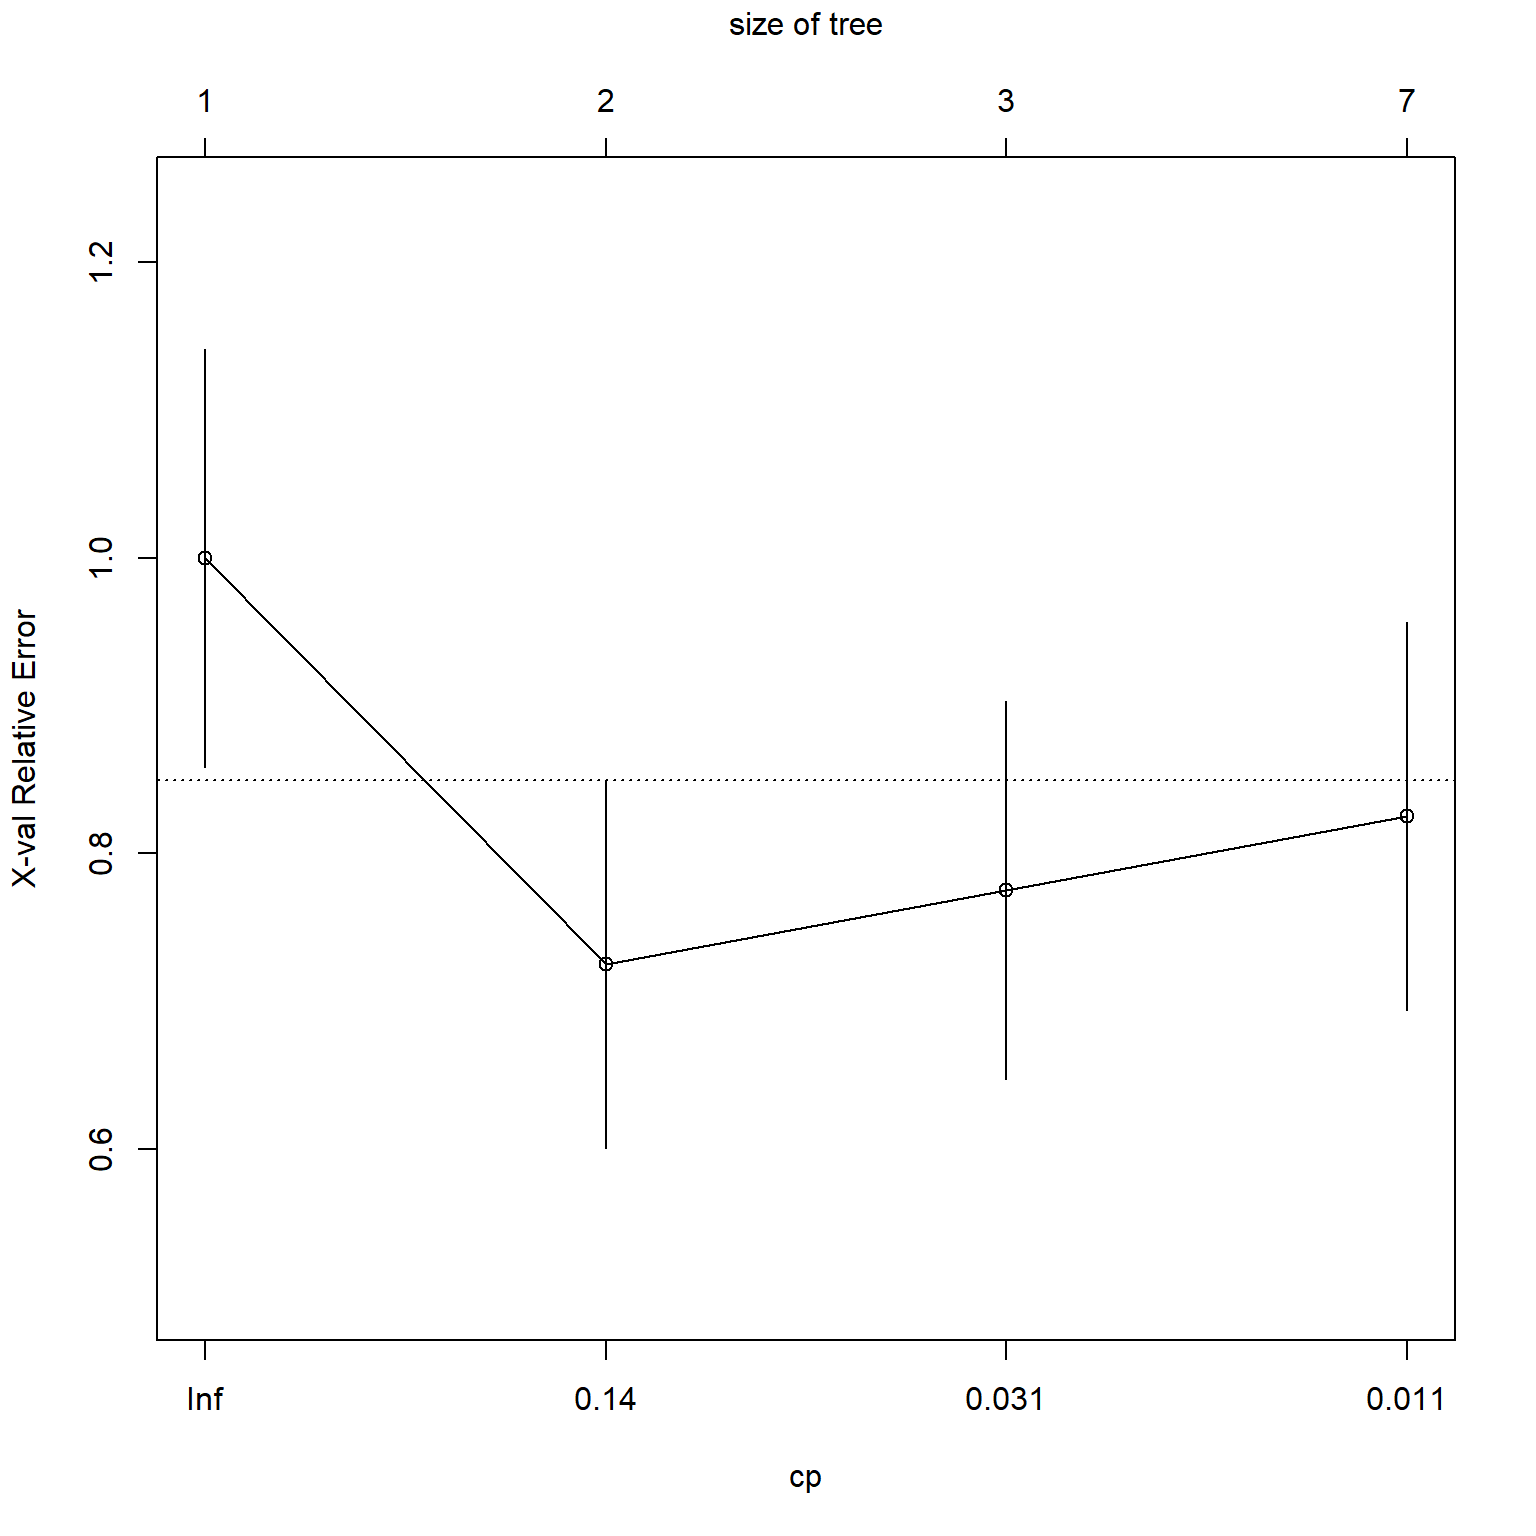 size of tree
1 2 3 7
1.2
1.0
0.8
0.6
X-val Relative Error
Inf 0.14 0.031 0.011
cp